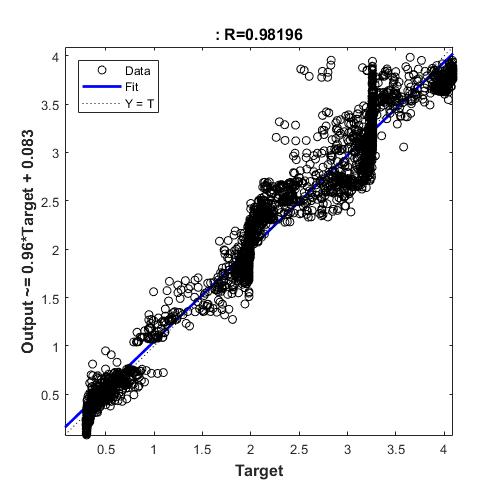 : R=0.98196
Data
Fit
Y = T
4
3.5
3
2.5
2
1.5
1
0.5
Output ~= 0.96*Target + 0.083
0.5 1 1.5 2 2.5 3 3.5 4
Target